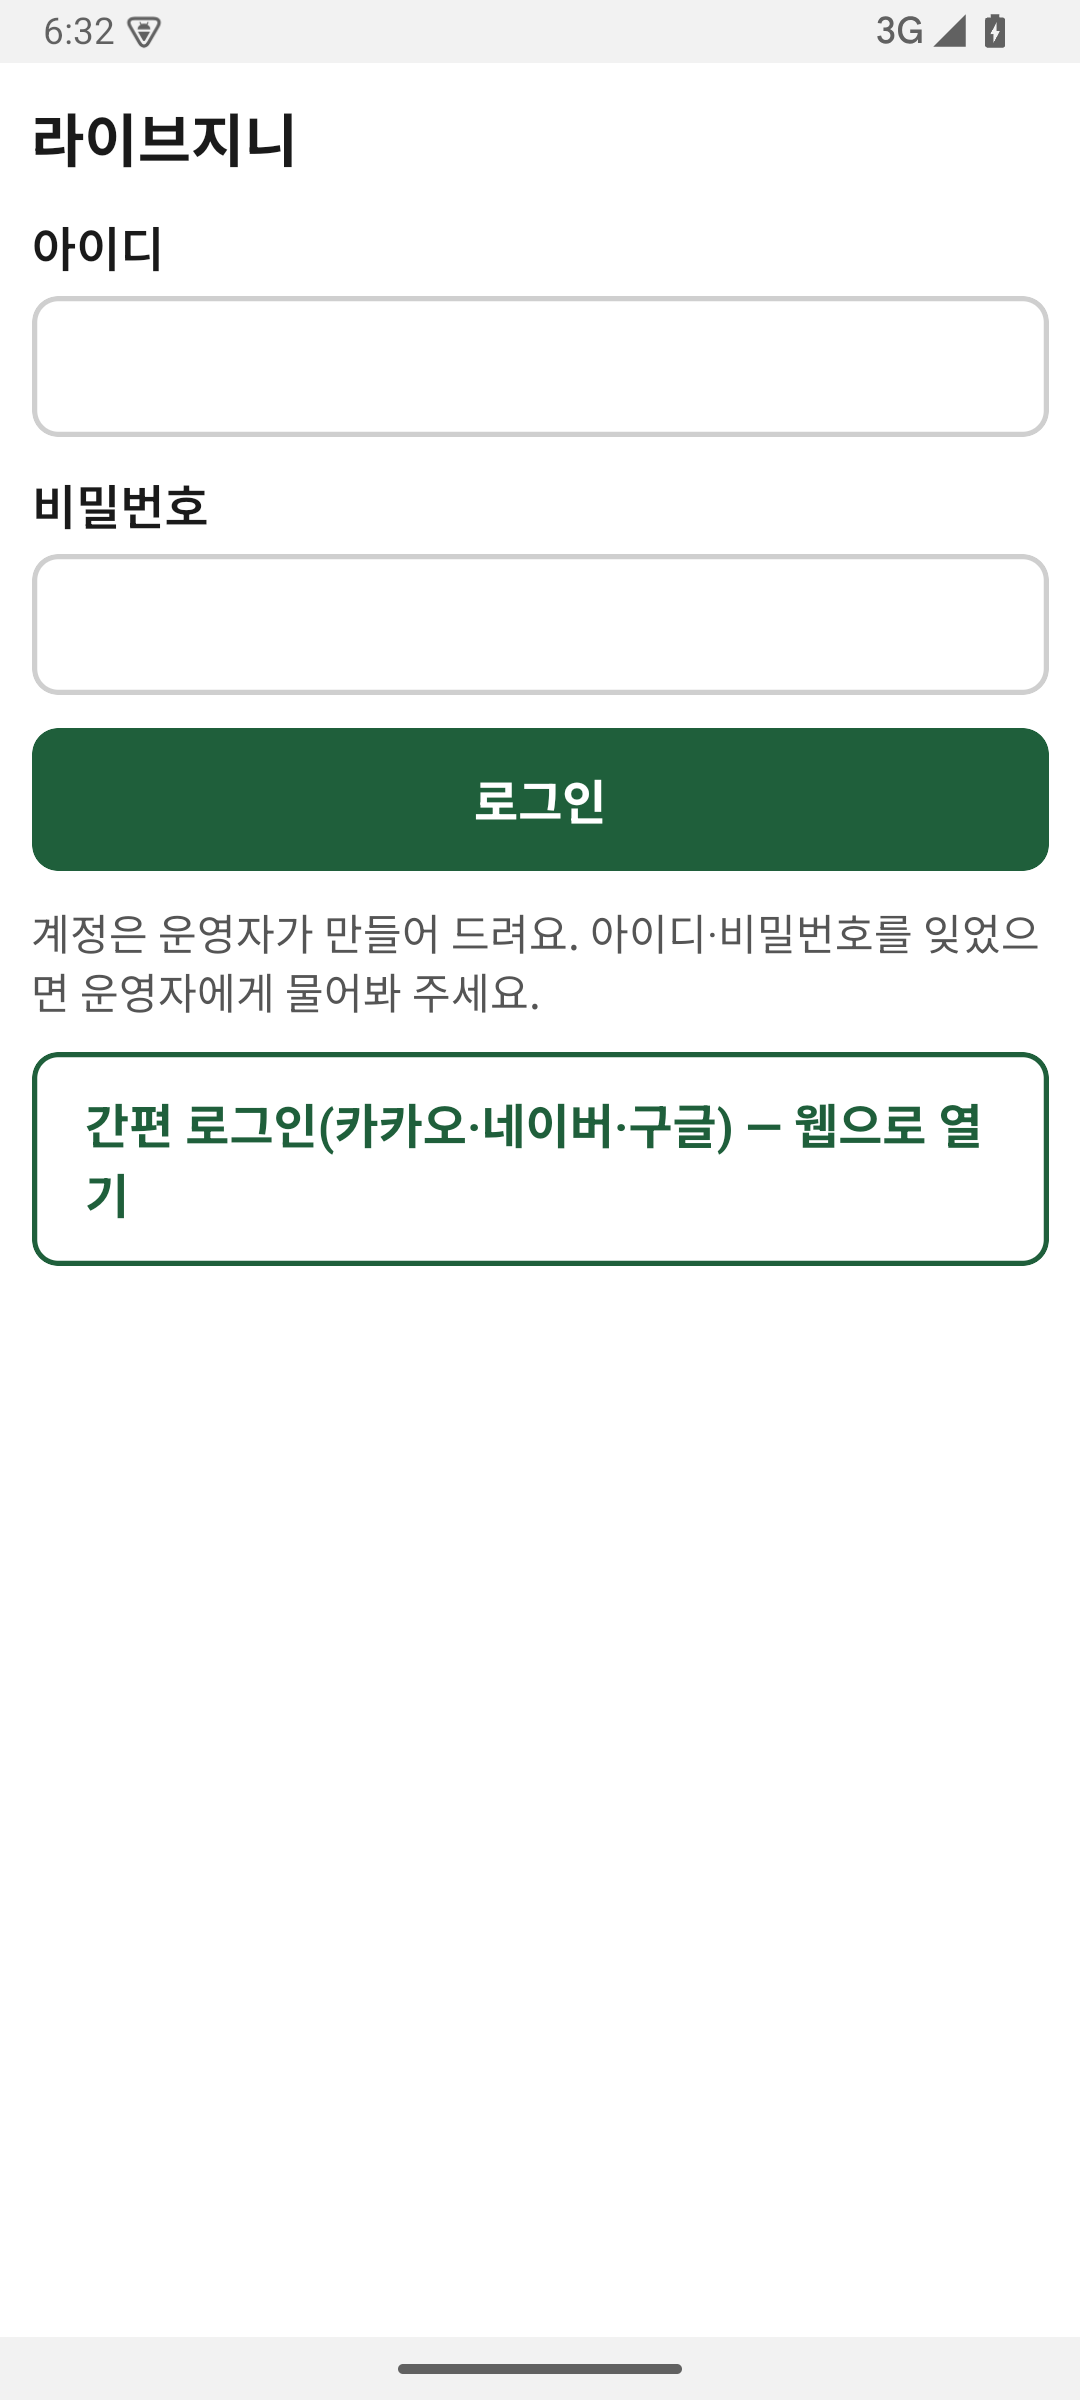 6:32
3G
라이브지니
아이디
비밀번호
로그인
계정은 운영자가 만들어 드려요. 아이디·비밀번호를 잊었으
면 운영자에게 물어봐 주세요.
간편 로그인(카카오·네이버·구글) — 웹으로 열
기